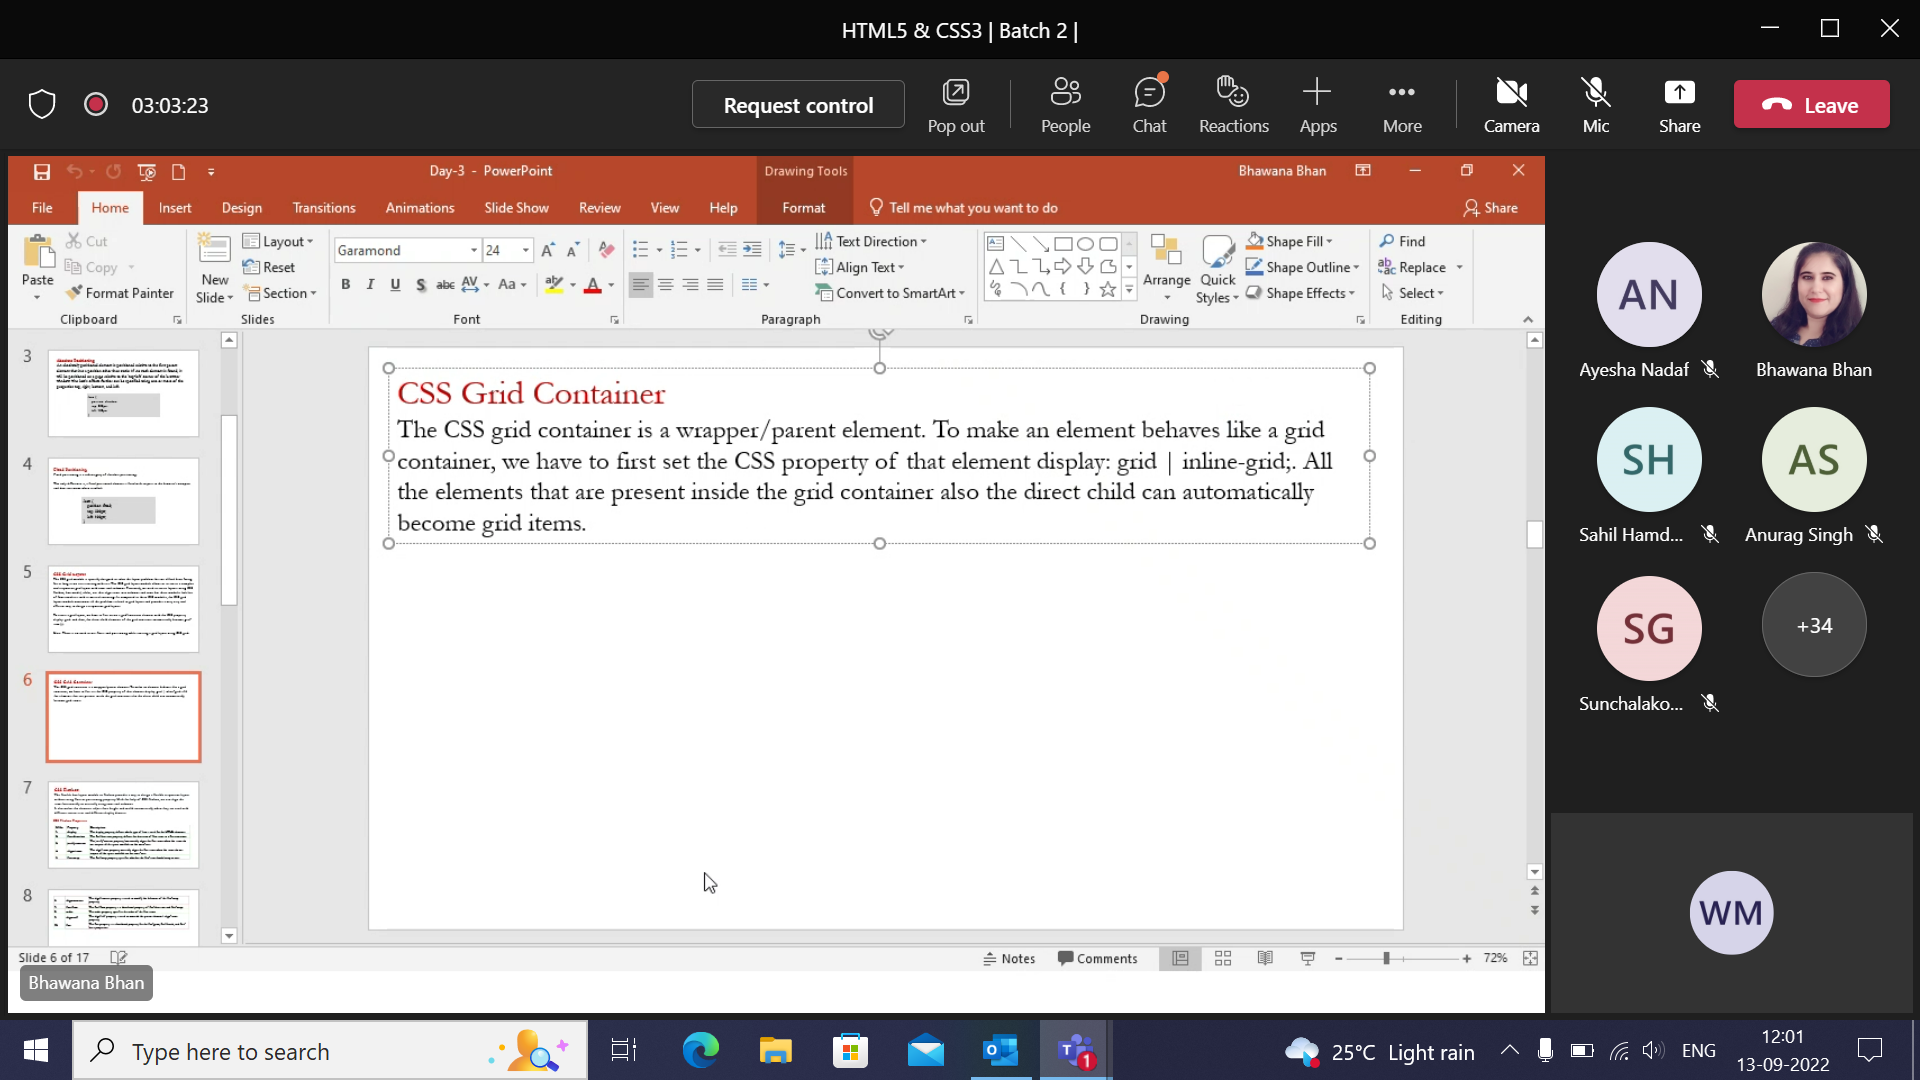 HTML5 & CSS3 | Batch 2 |
03:03:23
Request control
Pop out
People
Chat
Reactions
Apps
More
Camera
Mic
Share
Leave
Day-3 - PowerPoint
Drawing Tools
Bhawana Bhan
File
Home
Insert
Design
Transitions
Animations
Slide Show
Review
View
Help
Format
Tell me what you want to do
Share
Paste
Cut
Copy
Format Painter
Clipboard
New
Slide
Layout
Reset
Section
Slides
Garamond
24
B I U S abc AV Aa
A
Font
Text Direction
Align Text
Convert to SmartArt
Paragraph
Arrange
Quick
Styles
Shape Fill
Shape Outline
Shape Effects
Drawing
Find
Replace
Select
Editing
3
4
5
6
7
8
CSS Grid Container
The CSS grid container is a wrapper/parent element. To make an element behaves like a grid
container, we have to first set the CSS property of that element display: grid | inline-grid;. All
the elements that are present inside the grid container also the direct child can automatically
become grid items.
Slide 6 of 17
Notes
Comments
72%
Bhawana Bhan
AN
Ayesha Nadaf
Bhawana Bhan
SH
Sahil Hamd...
AS
Anurag Singh
SG
Sunchalako...
+34
WM
Type here to search
1
25°C Light rain
ENG
12:01
13-09-2022